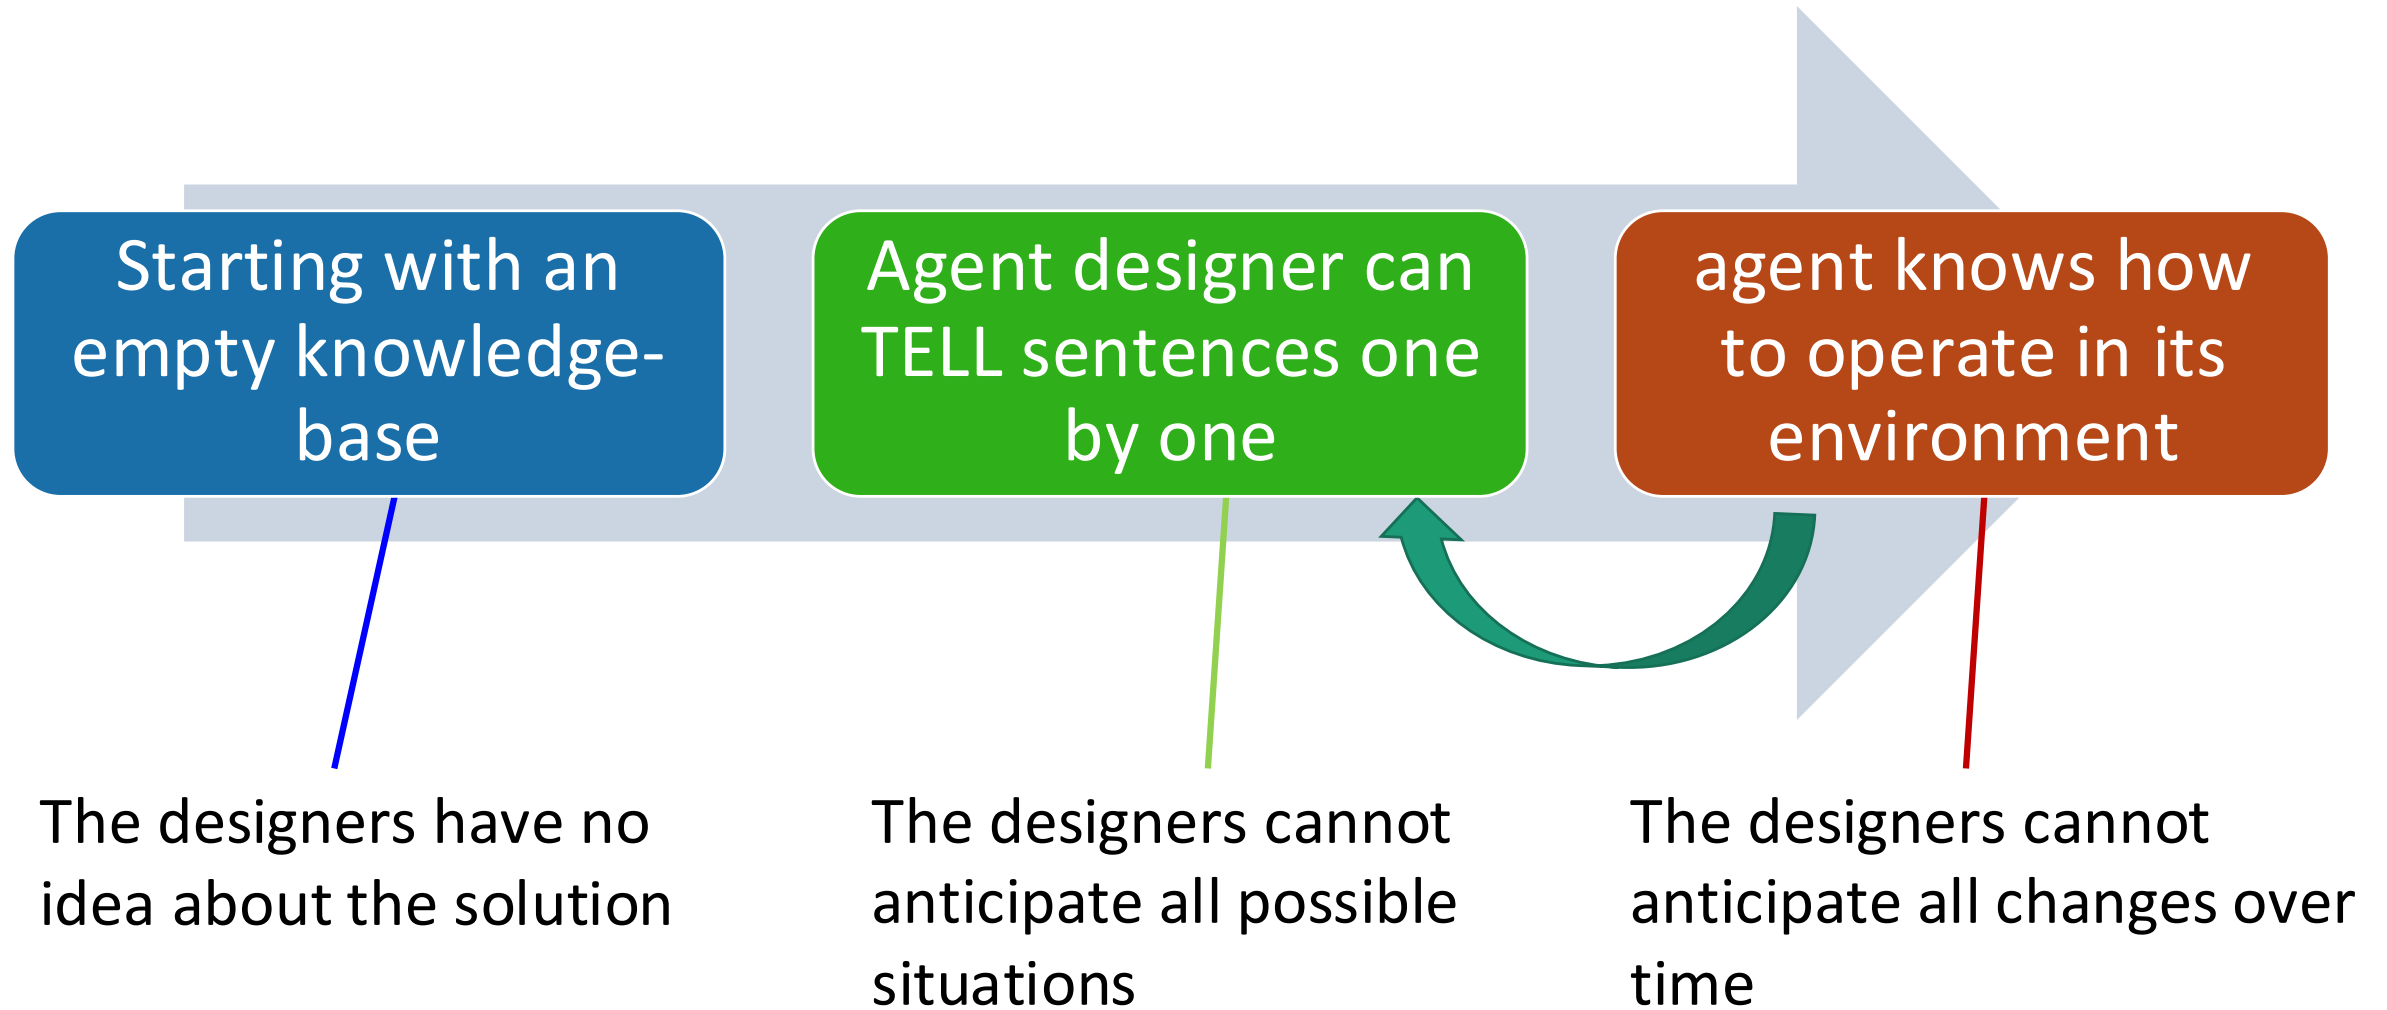 Starting with an
empty knowledge-
base
Agent designer can
TELL sentences one
by one
agent knows how
to operate in its
environment
The designers have no
idea about the solution
The designers cannot
anticipate all possible
situations
The designers cannot
anticipate all changes over
time